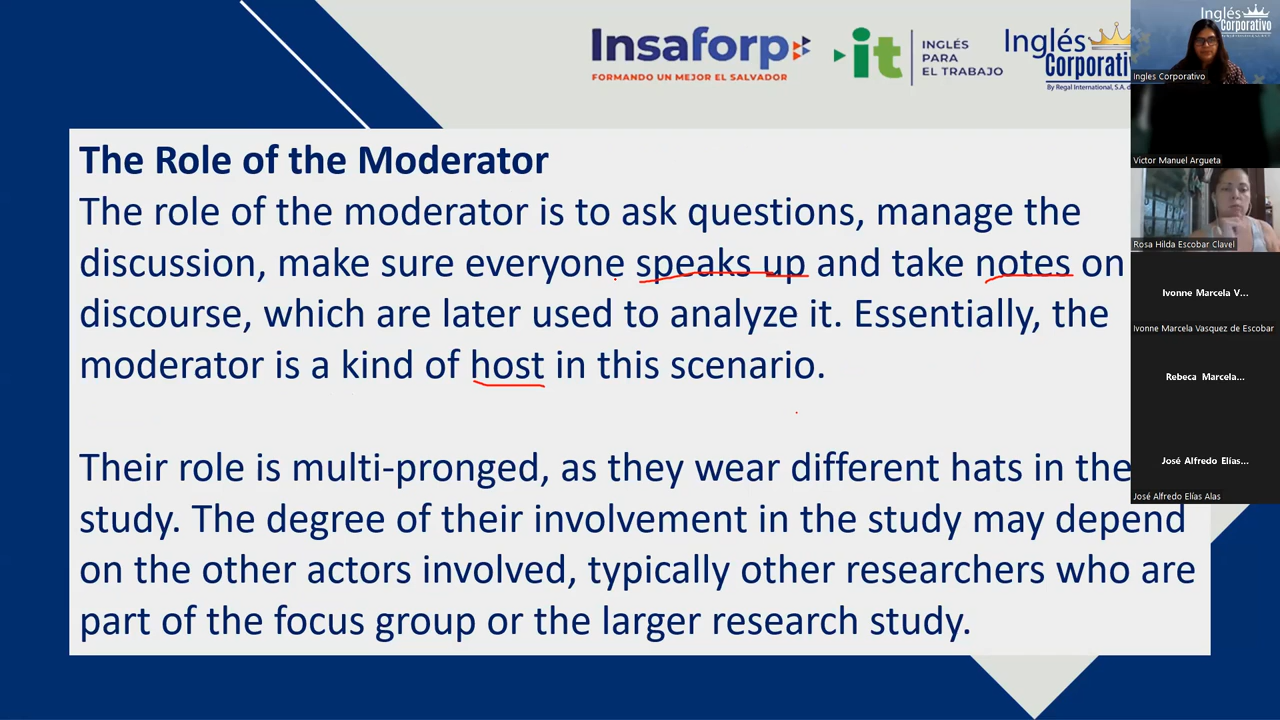 Insaforp
FORMANDO UN MEJOR EL SALVADOR
it
INGLÉS
PARA
EL TRABAJO
Inglés
Corporativ
By Regal International, S.A. d
Inglés
Corporativo
Ingles Corporativo
Victor Manuel Argueta
Rosa Hilda Escobar Clavel
Ivonne Marcela V...
Ivonne Marcela Vasquez de Escobar
Rebeca Marcela...
José Alfredo Elías...
José Alfredo Elías Alas
The Role of the Moderator
The role of the moderator is to ask questions, manage the
discussion, make sure everyone speaks up and take notes on
discourse, which are later used to analyze it. Essentially, the
moderator is a kind of host in this scenario.
Their role is multi-pronged, as they wear different hats in the
study. The degree of their involvement in the study may depend
on the other actors involved, typically other researchers who are
part of the focus group or the larger research study.